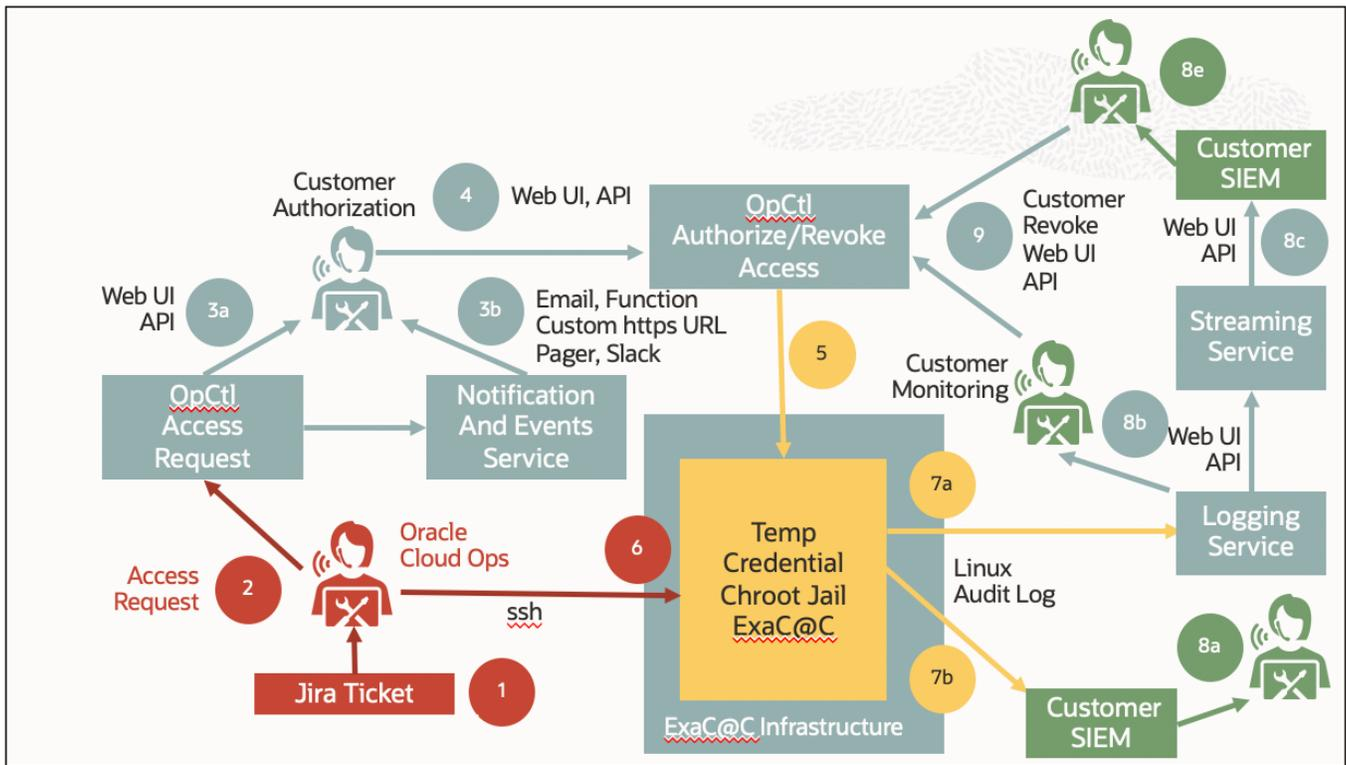 8e
Customer
SIEM
Customer
Authorization
4
Web UI, API
OpCtl
Authorize/Revoke
Access
9
Customer
Revoke
Web UI
API
Web UI
API
8c
Web UI
API
3a
3b
Email, Function
Custom https URL
Pager, Slack
5
Streaming
Service
Customer
Monitoring
OpCtl
Access
Request
Notification
And Events
Service
8b
Web UI
API
7a
Logging
Service
Oracle
Cloud Ops
6
Temp
Credential
Chroot Jail
ExaC@C
Access
Request
2
ssh
Linux
Audit Log
8a
Jira Ticket
1
7b
ExaC@C Infrastructure
Customer
SIEM